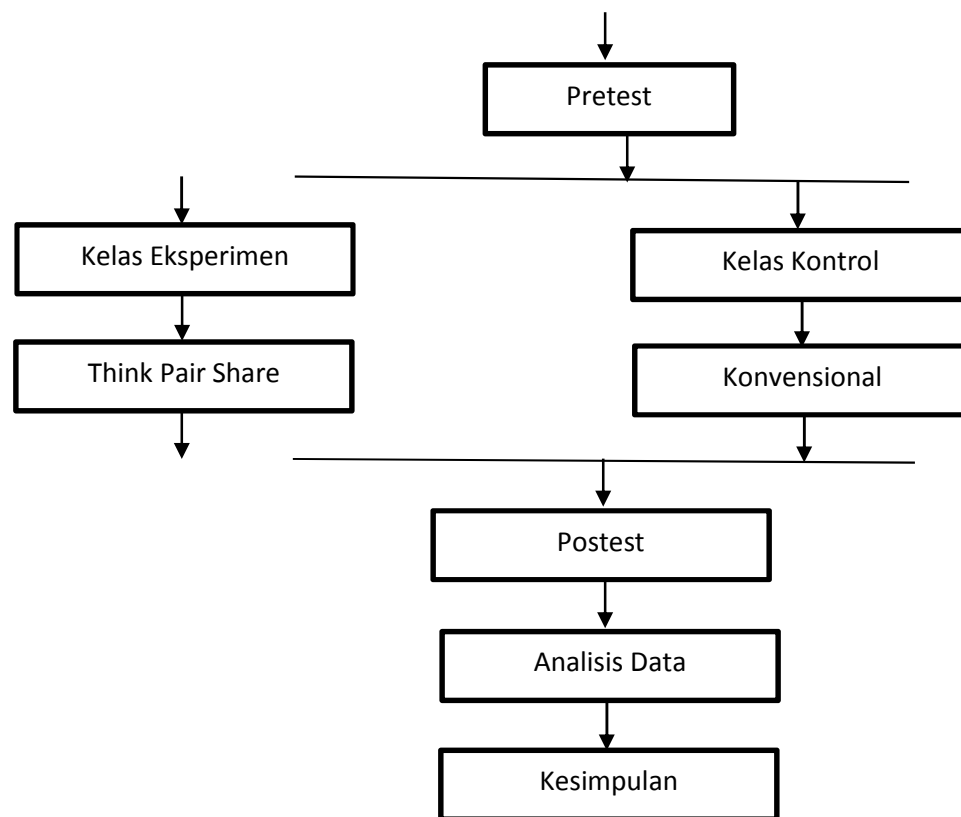 Pretest
Kelas Eksperimen
Kelas Kontrol
Think Pair Share
Konvensional
Postest
Analisis Data
Kesimpulan